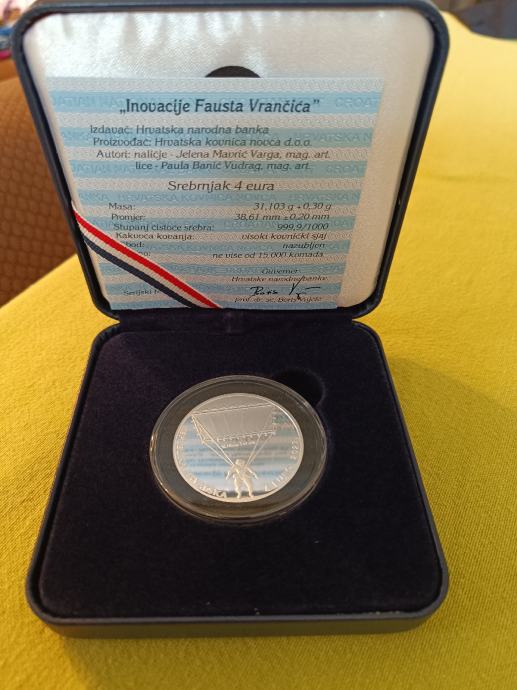 „Inovacije Fausta Vrančića”
Izdavač: Hrvatska narodna banka
Proizvođač: Hrvatska kovnica novca d.o.o.
Autori: naličje - Jelena Mavrić Varga, mag. art.
lice - Paula Banić Vudrag, mag. art.
Srebrnjak 4 eura
Masa: 31,103 g ±0,30 g
Promjer: 38,61 mm ±0,20 mm
Stupanj čistoće srebra: 999,9/1000
Kakvoća kovanja: visoki kovnički sjaj
nazubljen
ne više od 15.000 komada
Guverner
Hrvatske narodne banke
Serijski
prof. dr. sc. Boris Vujčić